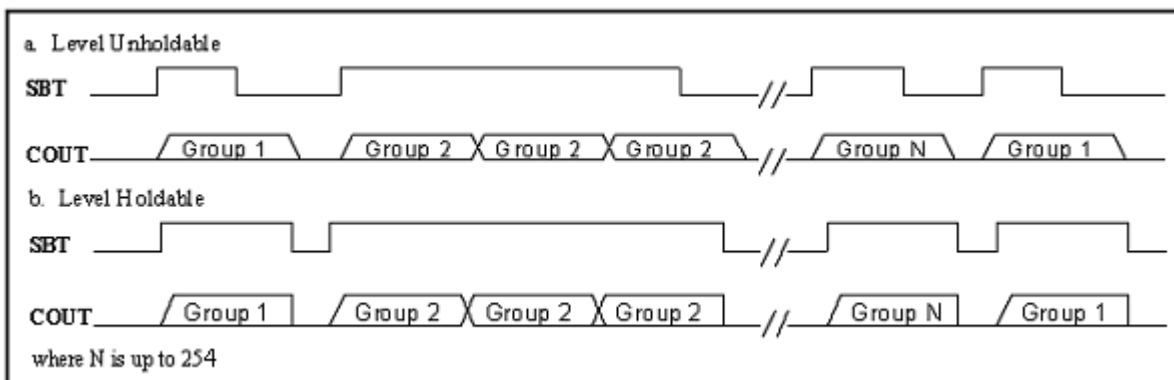 a. Level Unholdable
SBT
COUT Group 1 Group 2 Group 2 Group 2 Group N Group 1
b. Level Holdable
SBT
COUT Group 1 Group 2 Group 2 Group 2 Group N Group 1
where N is up to 254